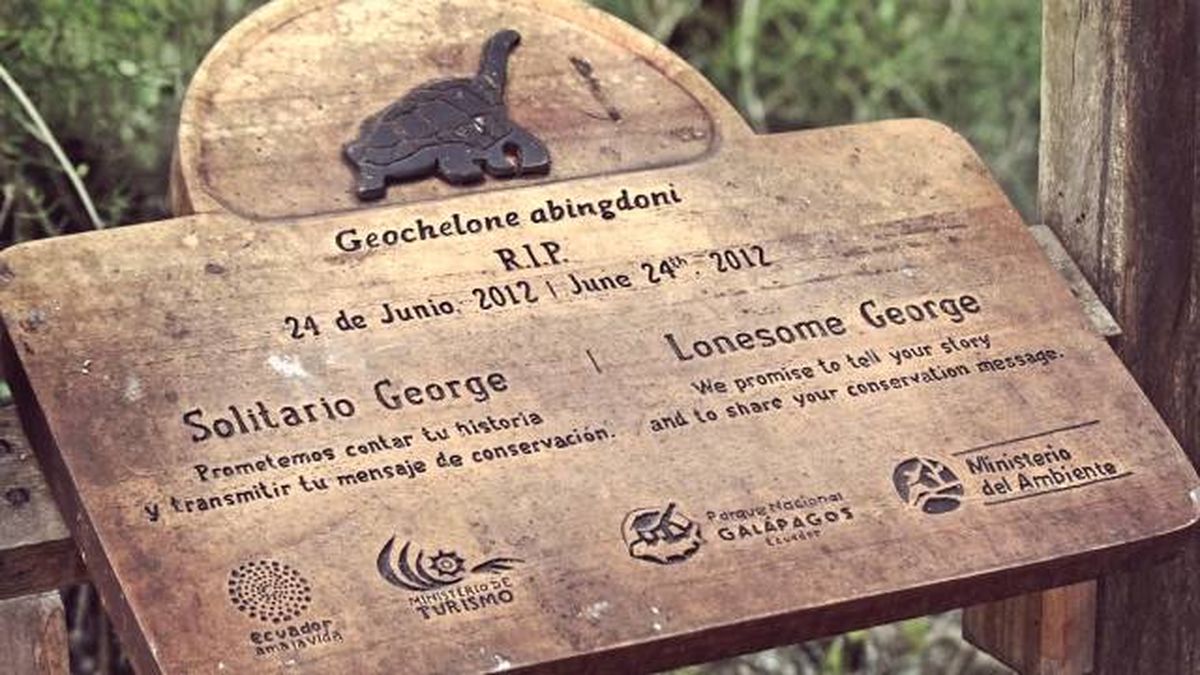 Geochelone abingdoni
R.I.P.
24 de Junio, 2012 | June 24th, 2012
Solitario George
Prometemos contar tu historia
y transmitir tu mensaje de conservación.
|
Lonesome George
We promise to tell your story
and to share your conservation message.
ecuador
ama la vida
MINISTERIO DE
TURISMO
Parque Nacional
GALÁPAGOS
Ecuador
Ministerio
del Ambiente